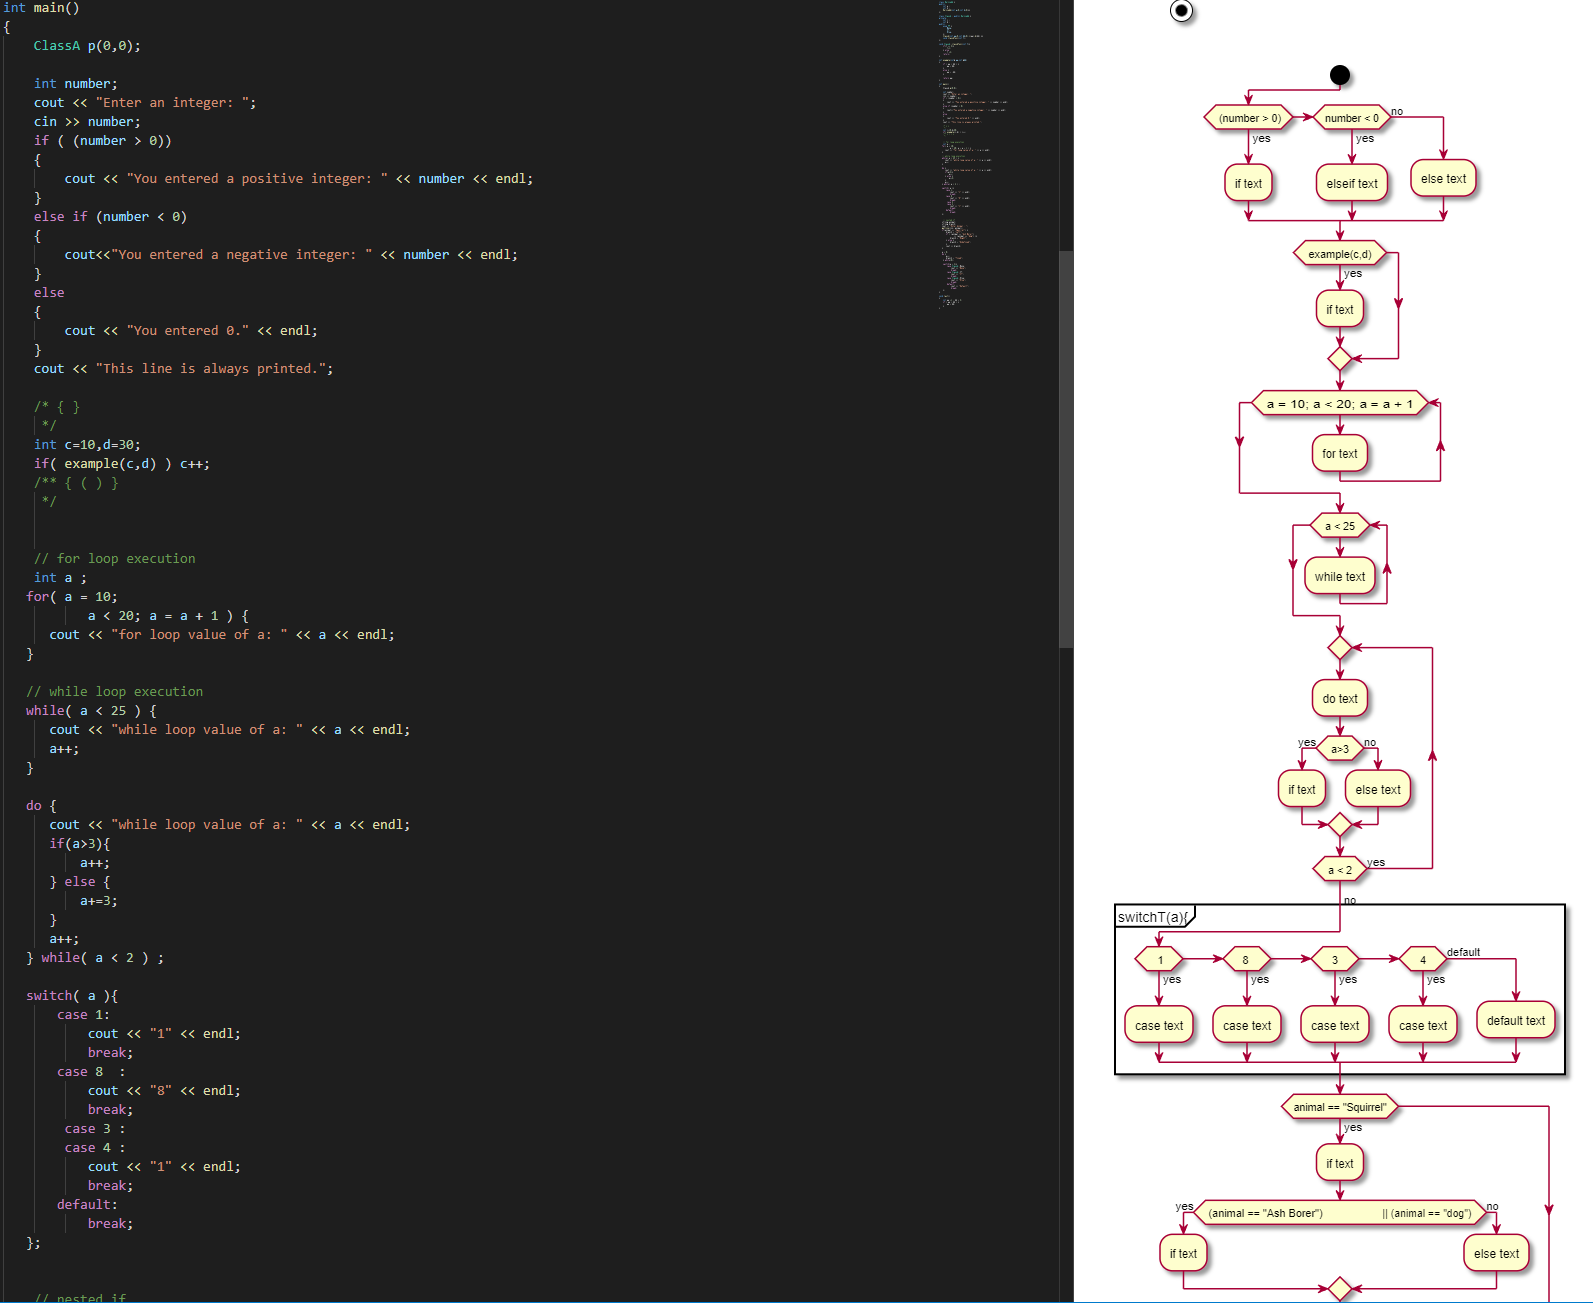 int main()
{
ClassA p(0,0);
int number;
cout << "Enter an integer: ";
cin >> number;
if ( (number > 0))
{
cout << "You entered a positive integer: " << number << endl;
}
else if (number < 0)
{
cout<<"You entered a negative integer: " << number << endl;
}
else
{
cout << "You entered 0." << endl;
}
cout << "This line is always printed.";
/* { }
*/
int c=10,d=30;
if( example(c,d) ) c++;
/** { ( ) }
*/
// for loop execution
int a ;
for( a = 10;
a < 20; a = a + 1 ) {
cout << "for loop value of a: " << a << endl;
}
// while loop execution
while( a < 25 ) {
cout << "while loop value of a: " << a << endl;
a++;
}
do {
cout << "while loop value of a: " << a << endl;
if(a>3){
a++;
} else {
a+=3;
}
a++;
} while( a < 2 ) ;
switch( a ){
case 1:
cout << "1" << endl;
break;
case 8  :
cout << "8" << endl;
break;
case 3 :
case 4 :
cout << "1" << endl;
break;
default:
break;
};
// nested if
(number > 0) number < 0 no
yes yes
if text elseif text else text
example(c,d)
yes
if text
a = 10; a < 20; a = a + 1
for text
a < 25
while text
do text
yes a>3 no
if text else text
a < 2 yes
no
switchT(a){
1 8 3 4 default
yes yes yes yes
case text case text case text case text default text
animal == "Squirrel"
yes
if text
yes (animal == "Ash Borer") || (animal == "dog") no
if text else text